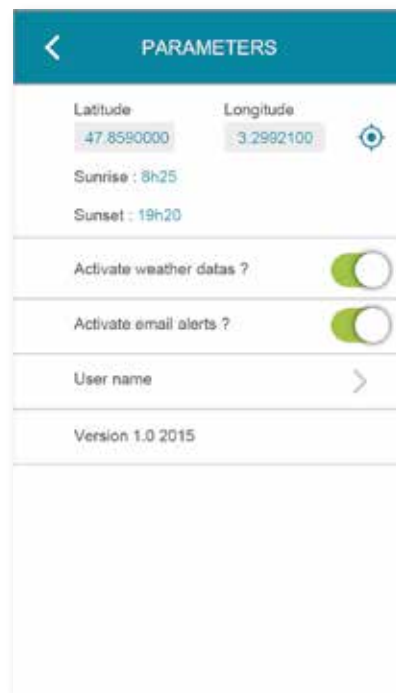 PARAMETERS
Latitude Longitude
47.8590000 3.2992100
Sunrise : 8h25
Sunset : 19h20
Activate weather datas ?
Activate email alerts ?
User name
Version 1.0 2015